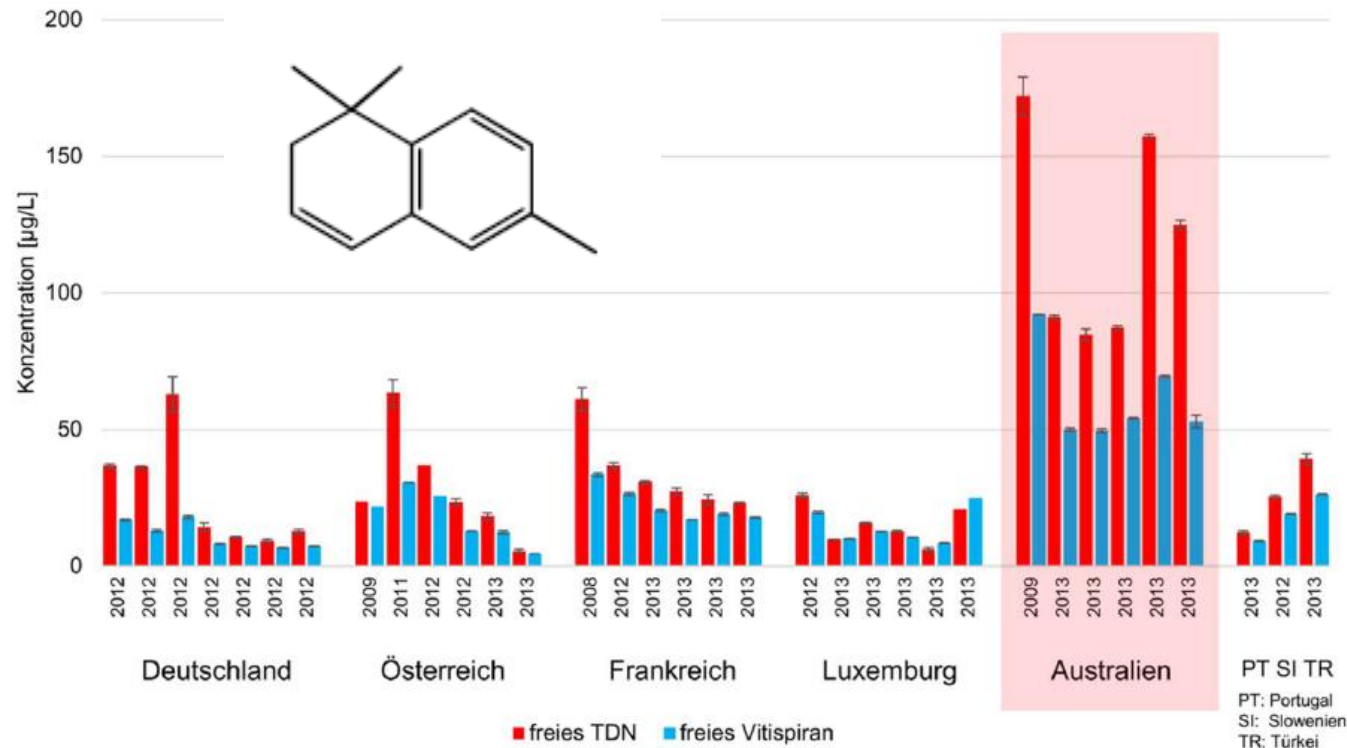 200
150
100
50
0
Konzentration [µg/L]
2012 2012 2012 2012 2012 2012 2012
2009 2011 2012 2012 2013 2013
2008 2012 2013 2013 2013 2013
2012 2013 2013 2013 2013 2013
2009 2013 2013 2013 2013 2013
2013 2012 2013
Deutschland Österreich Frankreich Luxemburg Australien PT SI TR
PT: Portugal
SI: Slowenien
TR: Türkei
freies TDN freies Vitispiran